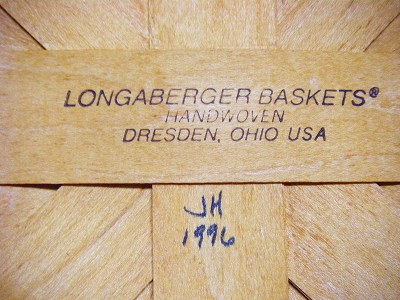 LONGABERGER BASKETS®
HANDWOVEN
DRESDEN, OHIO USA
JH
1996